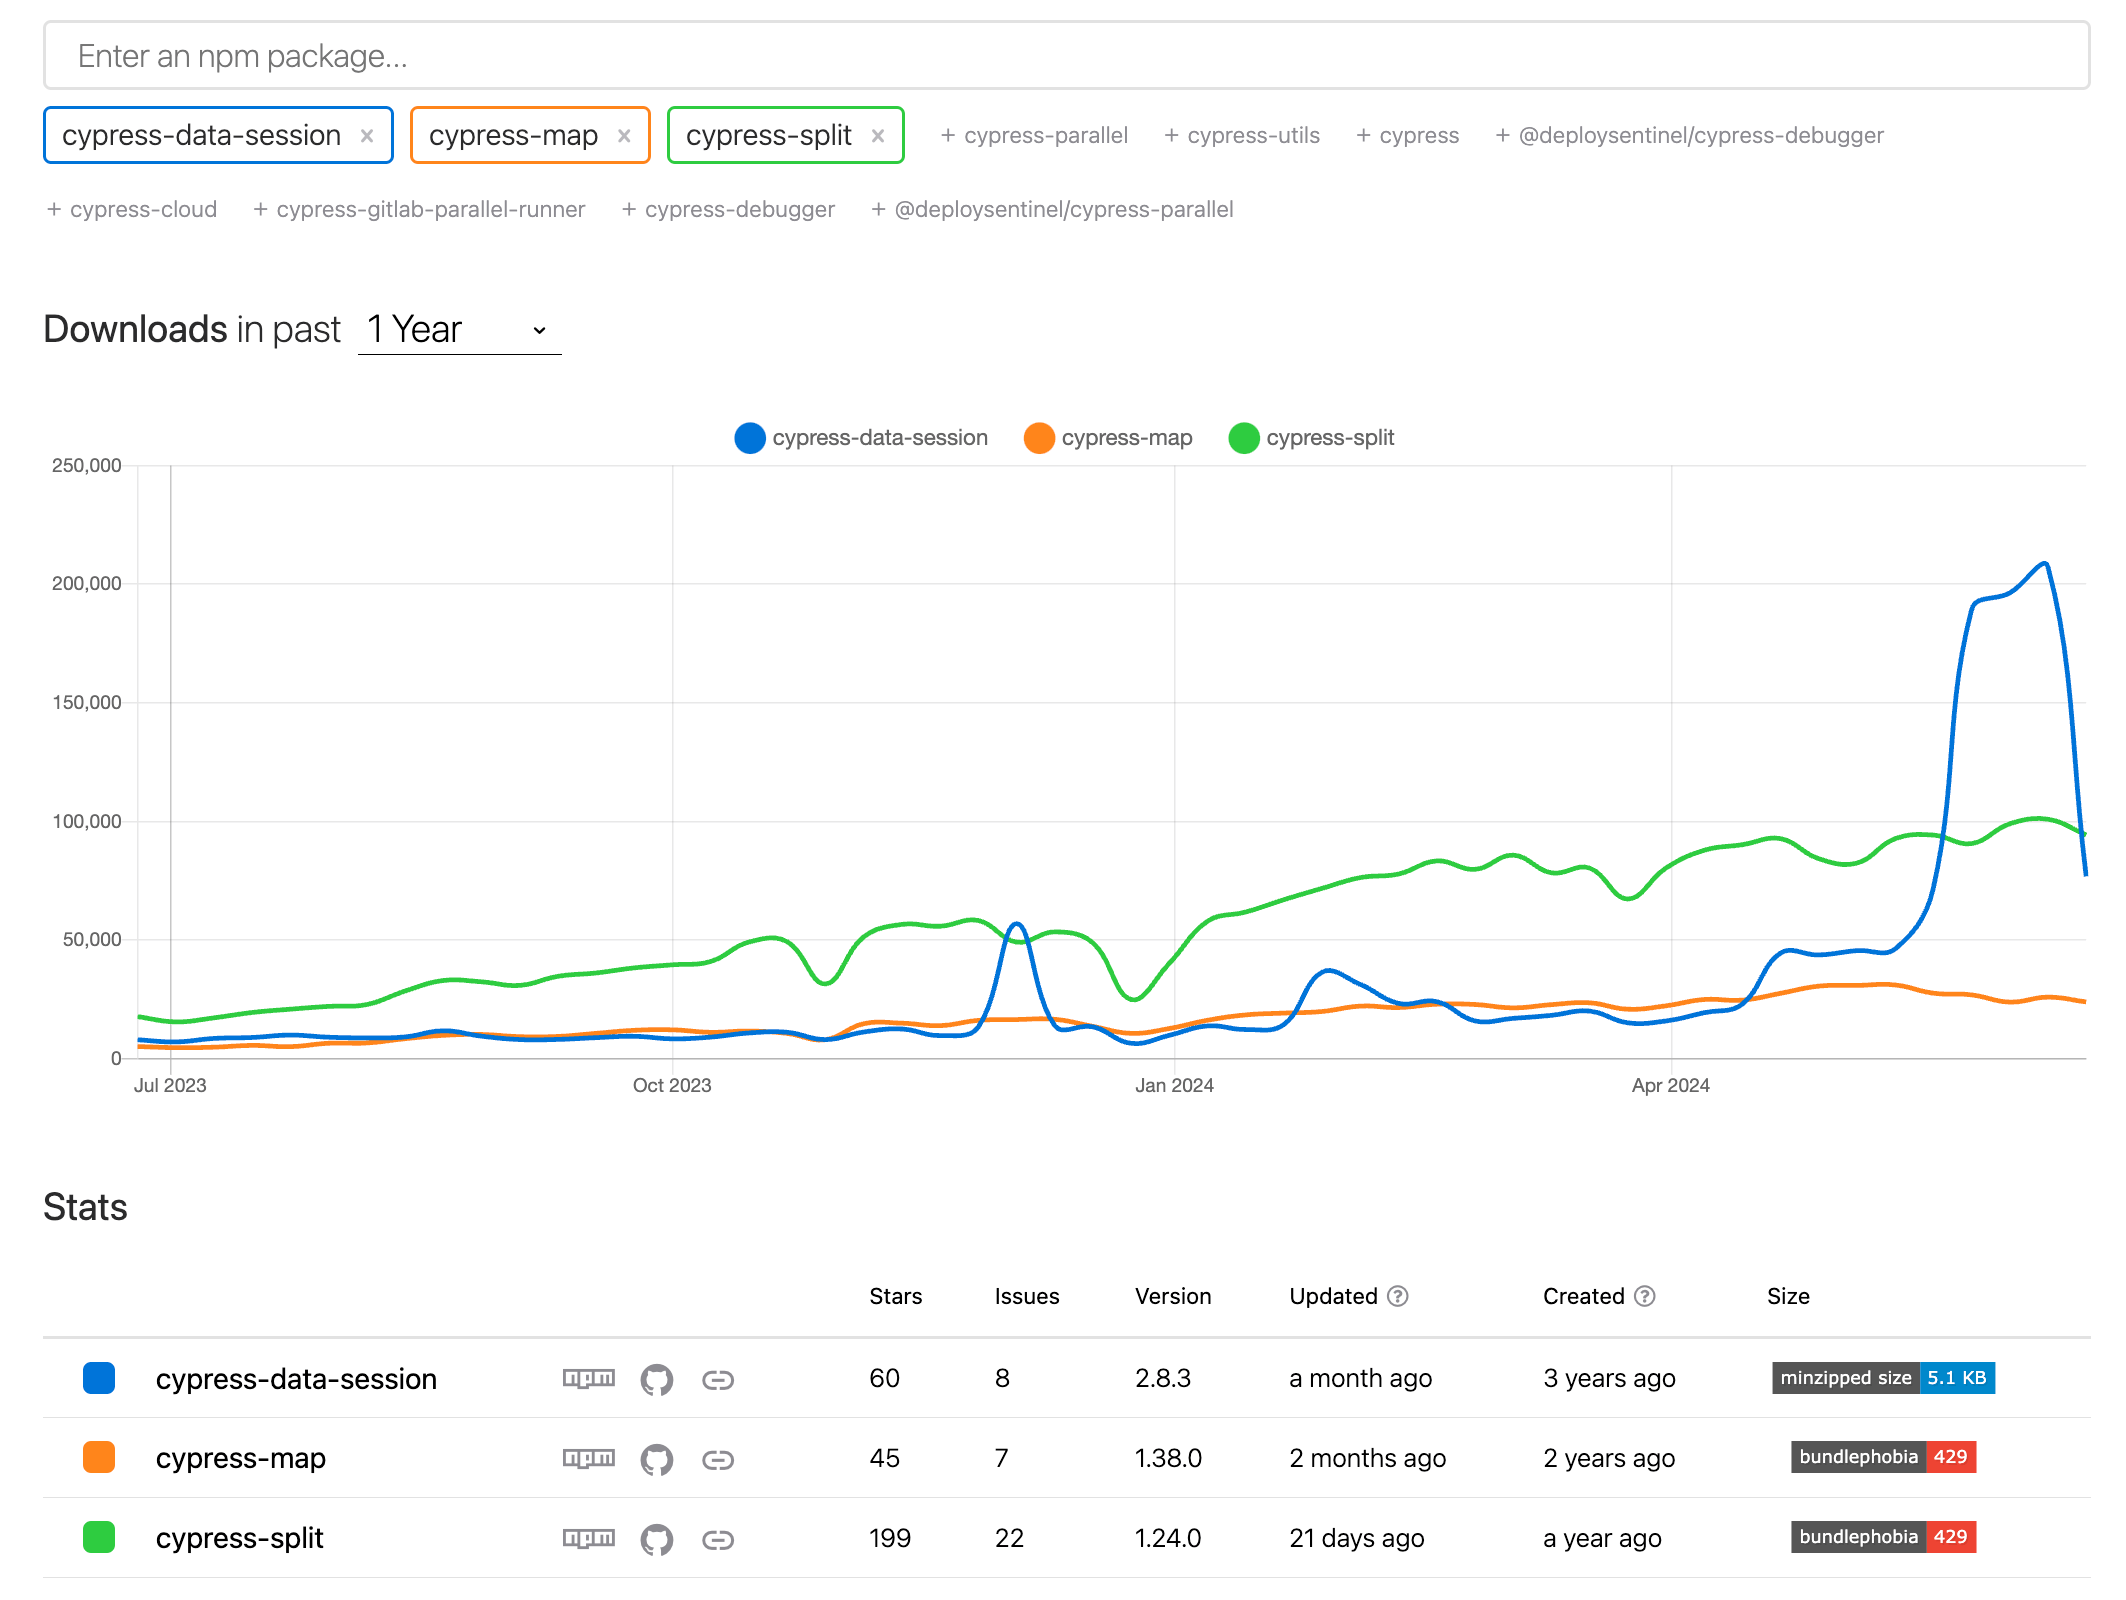 Enter an npm package...
cypress-data-session × cypress-map × cypress-split × + cypress-parallel + cypress-utils + cypress + @deploysentinel/cypress-debugger
+ cypress-cloud + cypress-gitlab-parallel-runner + cypress-debugger + @deploysentinel/cypress-parallel
Downloads in past 1 Year
cypress-data-session cypress-map cypress-split
250,000
200,000
150,000
100,000
50,000
0
Jul 2023 Oct 2023 Jan 2024 Apr 2024
Stats
Stars Issues Version Updated ? Created ? Size
cypress-data-session npm 60 8 2.8.3 a month ago 3 years ago minzipped size 5.1 KB
cypress-map npm 45 7 1.38.0 2 months ago 2 years ago bundlephobia 429
cypress-split npm 199 22 1.24.0 21 days ago a year ago bundlephobia 429